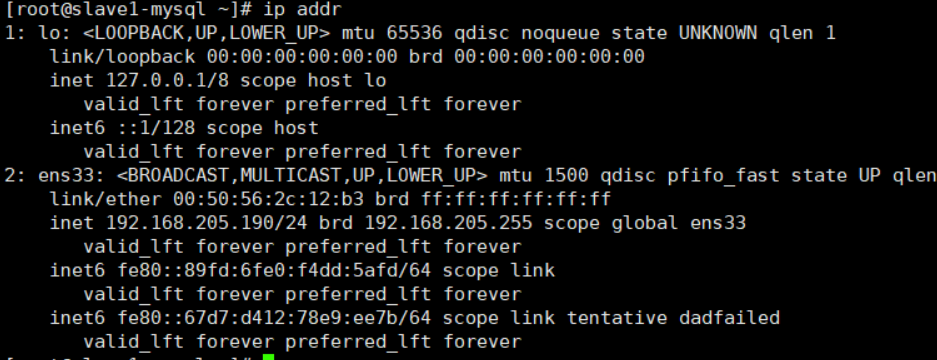 [root@slave1-mysql ~]# ip addr
1: lo: <LOOPBACK,UP,LOWER_UP> mtu 65536 qdisc noqueue state UNKNOWN qlen 1
    link/loopback 00:00:00:00:00:00 brd 00:00:00:00:00:00
    inet 127.0.0.1/8 scope host lo
       valid_lft forever preferred_lft forever
    inet6 ::1/128 scope host
       valid_lft forever preferred_lft forever
2: ens33: <BROADCAST,MULTICAST,UP,LOWER_UP> mtu 1500 qdisc pfifo_fast state UP qlen
    link/ether 00:50:56:2c:12:b3 brd ff:ff:ff:ff:ff:ff
    inet 192.168.205.190/24 brd 192.168.205.255 scope global ens33
       valid_lft forever preferred_lft forever
    inet6 fe80::89fd:6fe0:f4dd:5afd/64 scope link
       valid_lft forever preferred_lft forever
    inet6 fe80::67d7:d412:78e9:ee7b/64 scope link tentative dadfailed
       valid_lft forever preferred_lft forever